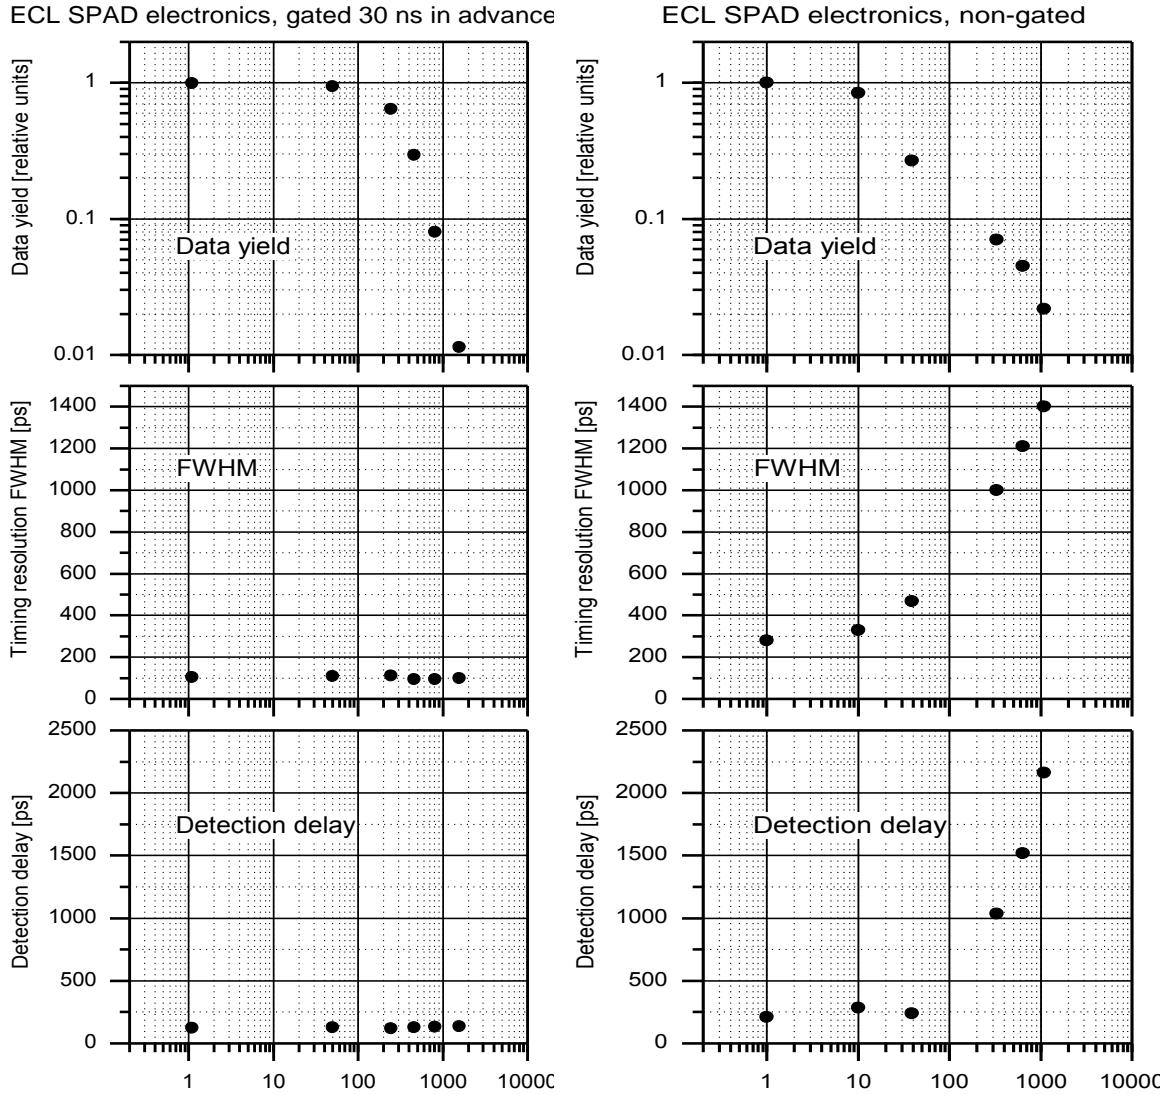 ECL SPAD electronics, gated 30 ns in advance
ECL SPAD electronics, non-gated
Data yield [relative units]
1
0.1
0.01
Data yield
Data yield [relative units]
1
0.1
0.01
Data yield
Timing resolution FWHM [ps]
1400
1200
1000
800
600
400
200
0
FWHM
Timing resolution FWHM [ps]
1400
1200
1000
800
600
400
200
0
FWHM
Detection delay [ps]
2500
2000
1500
1000
500
0
Detection delay
1 10 100 1000 10000
Detection delay [ps]
2500
2000
1500
1000
500
0
Detection delay
1 10 100 1000 10000